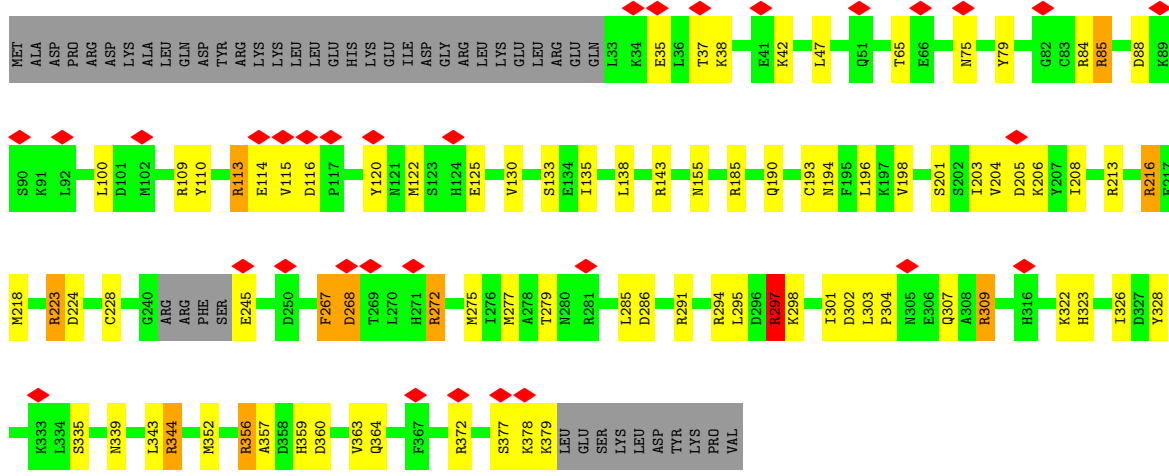 MET ALA ASP PRO ARG ASP LYS ALA LEU GLN ASP TYR ARG LYS LYS LEU LEU GLU HIS LYS GLU ILE ASP GLY ARG LEU LYS GLU LEU ARG GLU GLN L33 K34 E35 L36 T37 K38 E41 K42 L47 Q51 T65 E66 N75 Y79 G82 C83 R84 R85 D88 K89
S90 K91 L92 L100 D101 M102 R109 Y110 R113 E114 V115 D116 P117 Y120 N121 M122 S123 H124 E125 V130 S133 E134 I135 L138 R143 N155 R185 Q190 C193 N194 F195 L196 K197 V198 S201 S202 I203 V204 D205 K206 Y207 I208 R213 R216
M218 R223 D224 C228 G240 ARG ARG PHE SER E245 D250 F267 D268 T269 L270 H271 R272 M275 I276 M277 A278 T279 N280 R281 L285 D286 R291 R294 L295 D296 R297 K298 I301 D302 L303 P304 N305 E306 Q307 A308 R309 H316 K322 H323 I326 D327 Y328
K333 L334 S335 N339 L343 R344 M352 R356 A357 D358 H359 D360 V363 Q364 F367 R372 S377 K378 K379 LEU GLU SER LYS LEU ASP TYR LYS PRO VAL